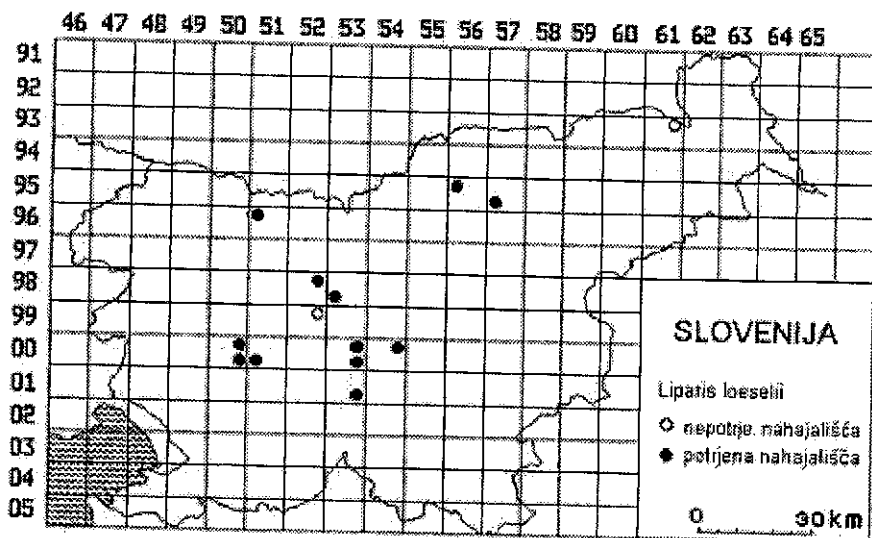 46 47 48 49 50 51 52 53 54 55 56 57 58 59 60 61 62 63 64 65
91
92
93
94
95
96
97
98
99
00
01
02
03
04
05
SLOVENIJA
Liparis loeselii
nepotrje. nahajališča
potrjena nahajališča
0 30 km